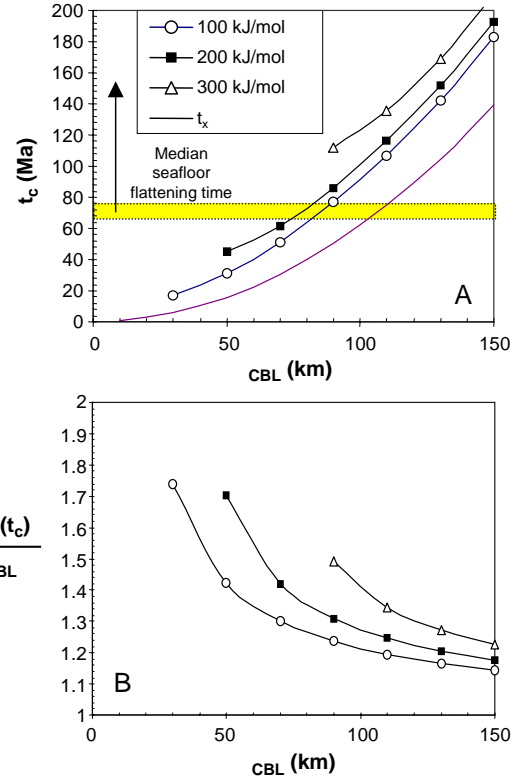 200
180
160
140
120
100
80
60
40
20
0
t_c (Ma)
100 kJ/mol
200 kJ/mol
300 kJ/mol
t_x
Median
seafloor
flattening time
A
0 50 100 150
CBL (km)
2
1.9
1.8
1.7
1.6
1.5
1.4
1.3
1.2
1.1
1
(t_c)
BL
B
0 50 100 150
CBL (km)